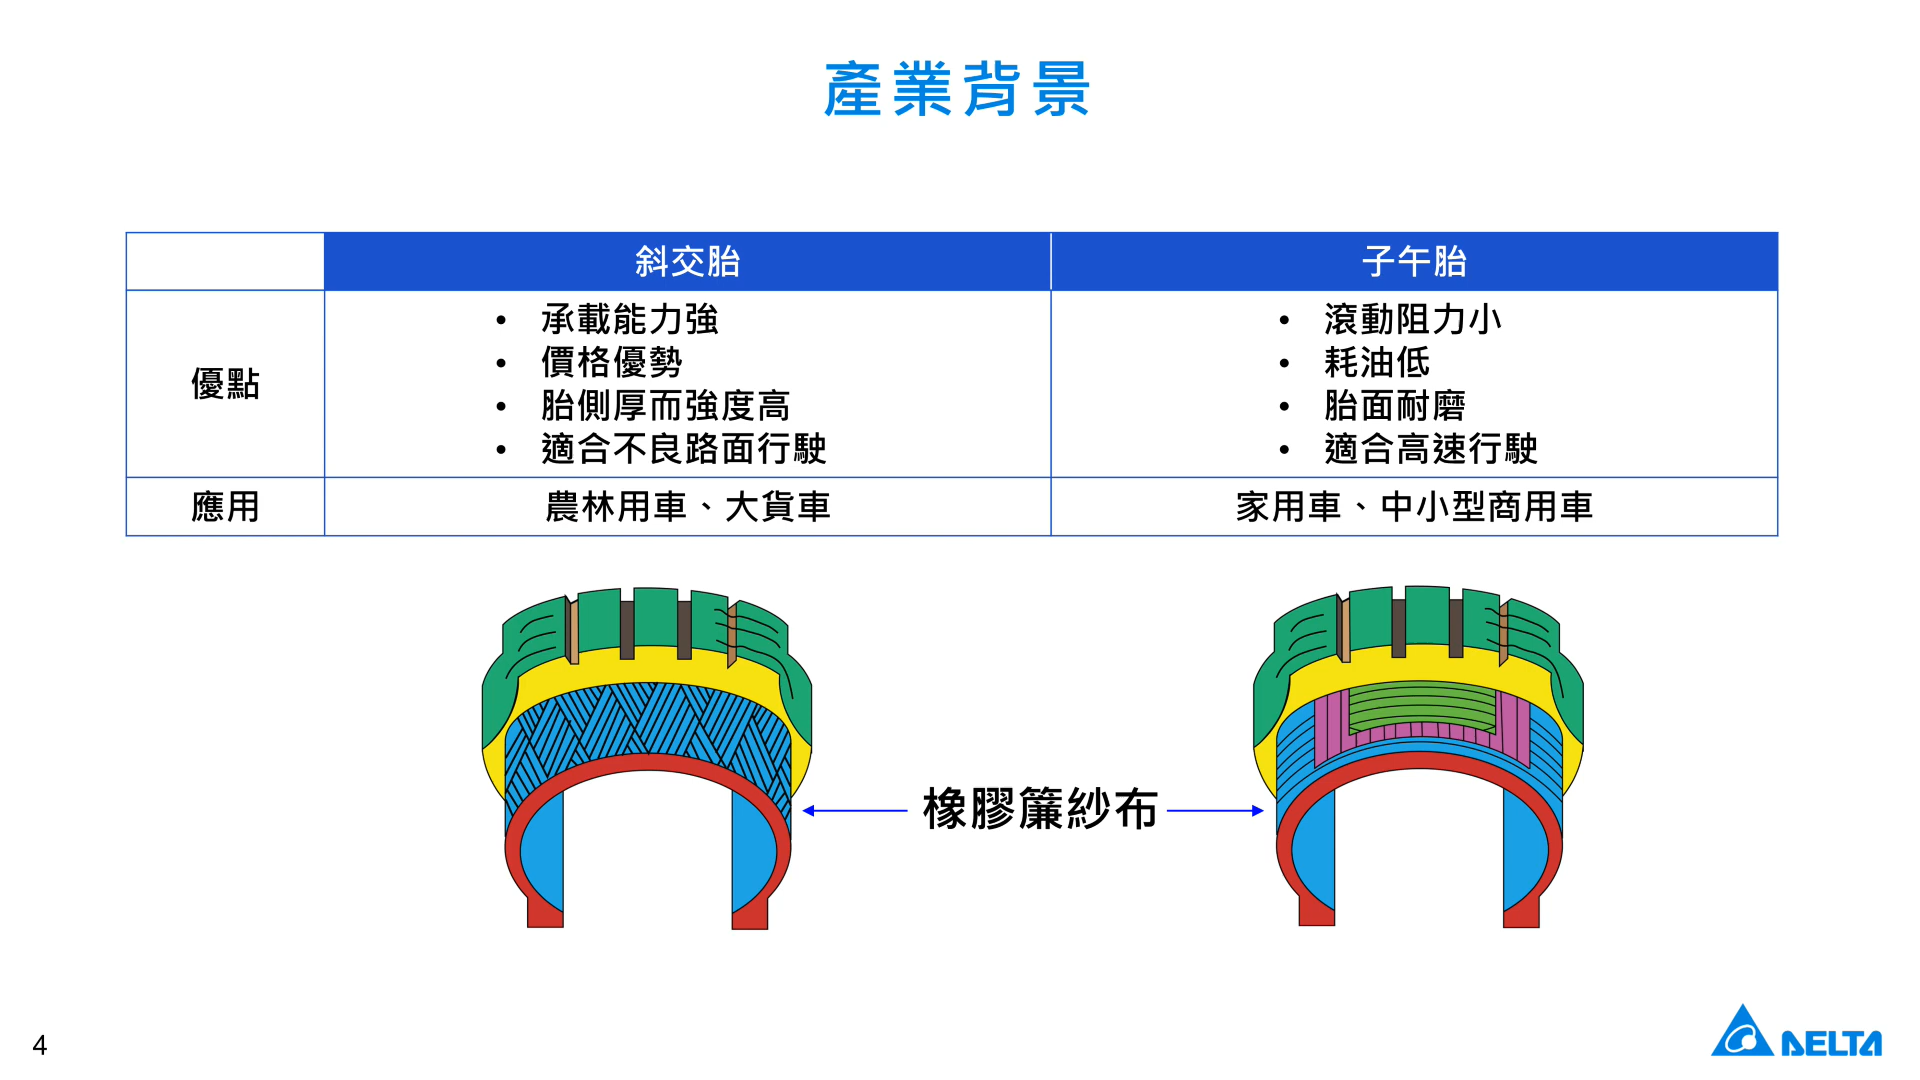 產業背景
斜交胎
子午胎
優點
• 承載能力強
• 價格優勢
• 胎側厚而強度高
• 適合不良路面行駛
• 滾動阻力小
• 耗油低
• 胎面耐磨
• 適合高速行駛
應用
農林用車、大貨車
家用車、中小型商用車
橡膠簾紗布
4
DELTA